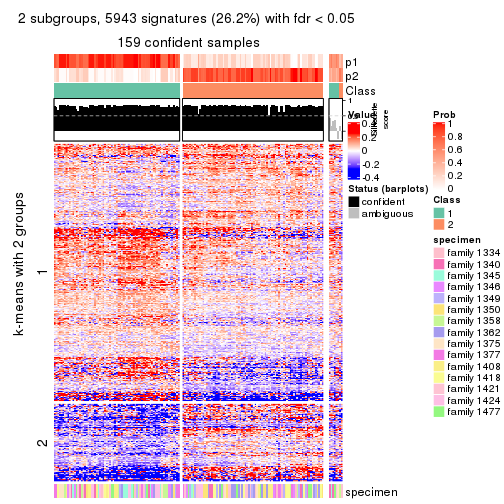 2 subgroups, 5943 signatures (26.2%) with fdr < 0.05
159 confident samples
p1
p2
Class
1
Silhouette
score
k-means with 2 groups
1
2
specimen
Value
0
-0.2
-0.4
Status (barplots)
confident
ambiguous
Prob
1
0.8
0.6
0.4
0.2
0
Class
1
2
specimen
family 1334
family 1340
family 1345
family 1346
family 1349
family 1350
family 1358
family 1362
family 1375
family 1377
family 1408
family 1418
family 1421
family 1424
family 1477